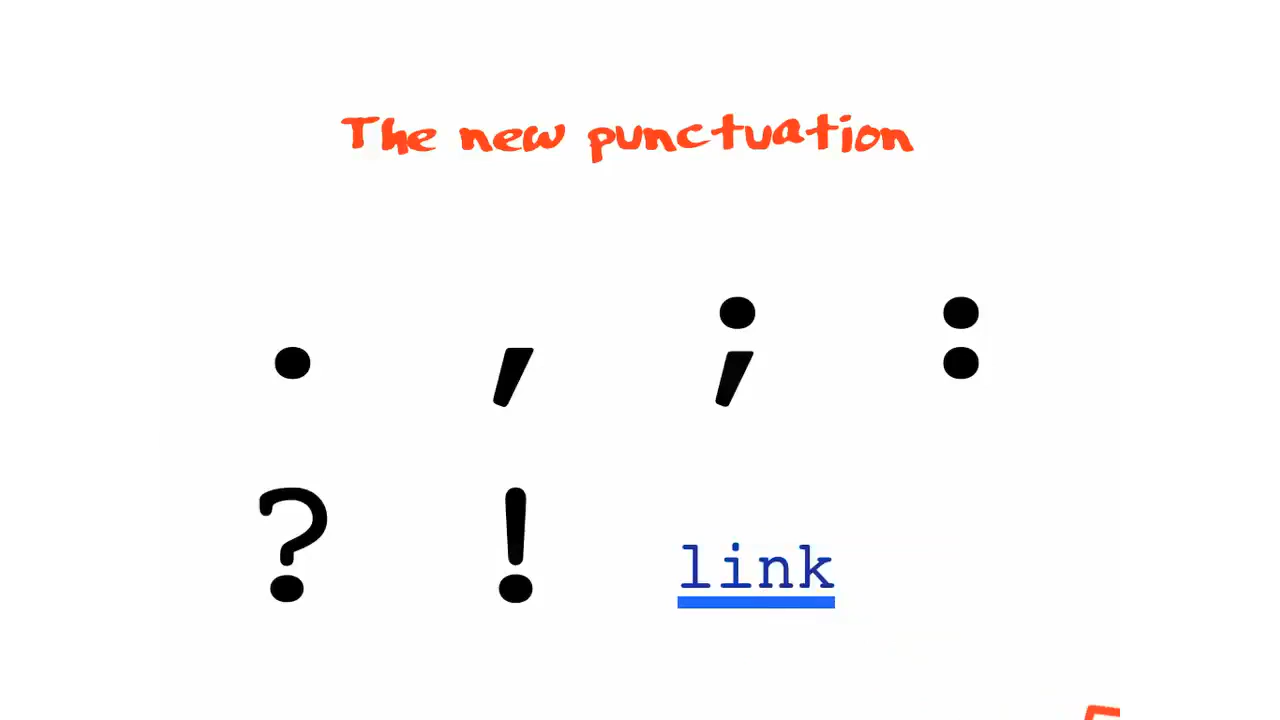 The new punctuation
. , ; :
? ! link